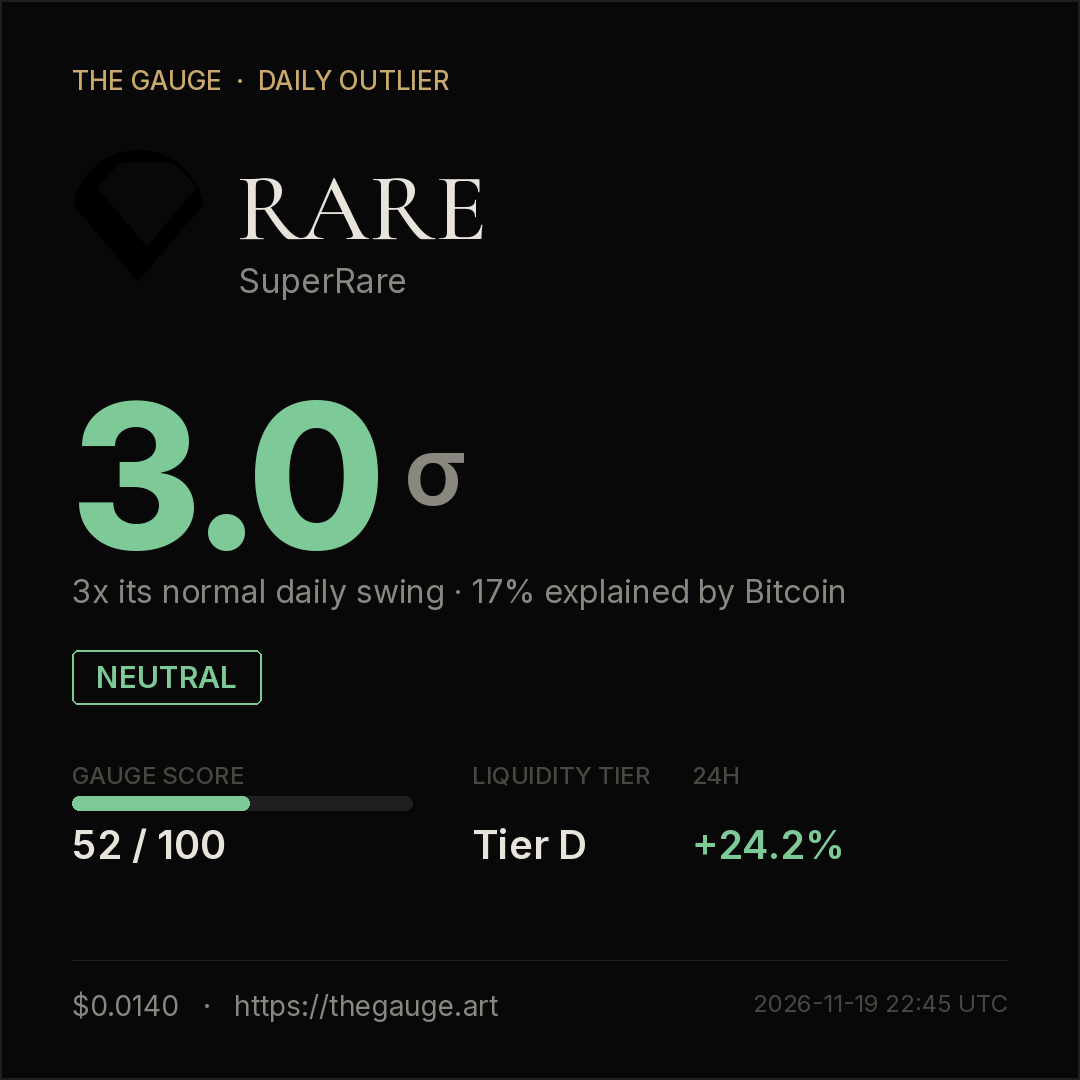 THE GAUGE · DAILY OUTLIER
RARE
SuperRare
3.0 σ
3x its normal daily swing · 17% explained by Bitcoin
NEUTRAL
GAUGE SCORE LIQUIDITY TIER 24H
52 / 100 Tier D +24.2%
$0.0140 · https://thegauge.art 2026-11-19 22:45 UTC